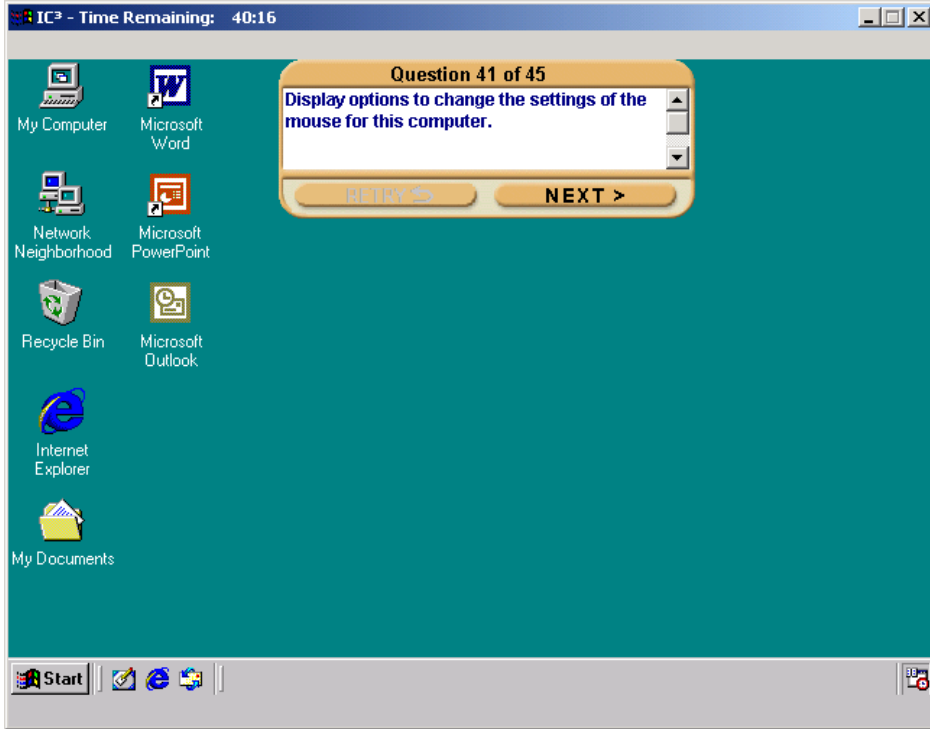 IC³ - Time Remaining: 40:16
Question 41 of 45
Display options to change the settings of the
mouse for this computer.
RETRY
NEXT >
My Computer
Microsoft
Word
Network
Neighborhood
Microsoft
PowerPoint
Recycle Bin
Microsoft
Outlook
Internet
Explorer
My Documents
Start